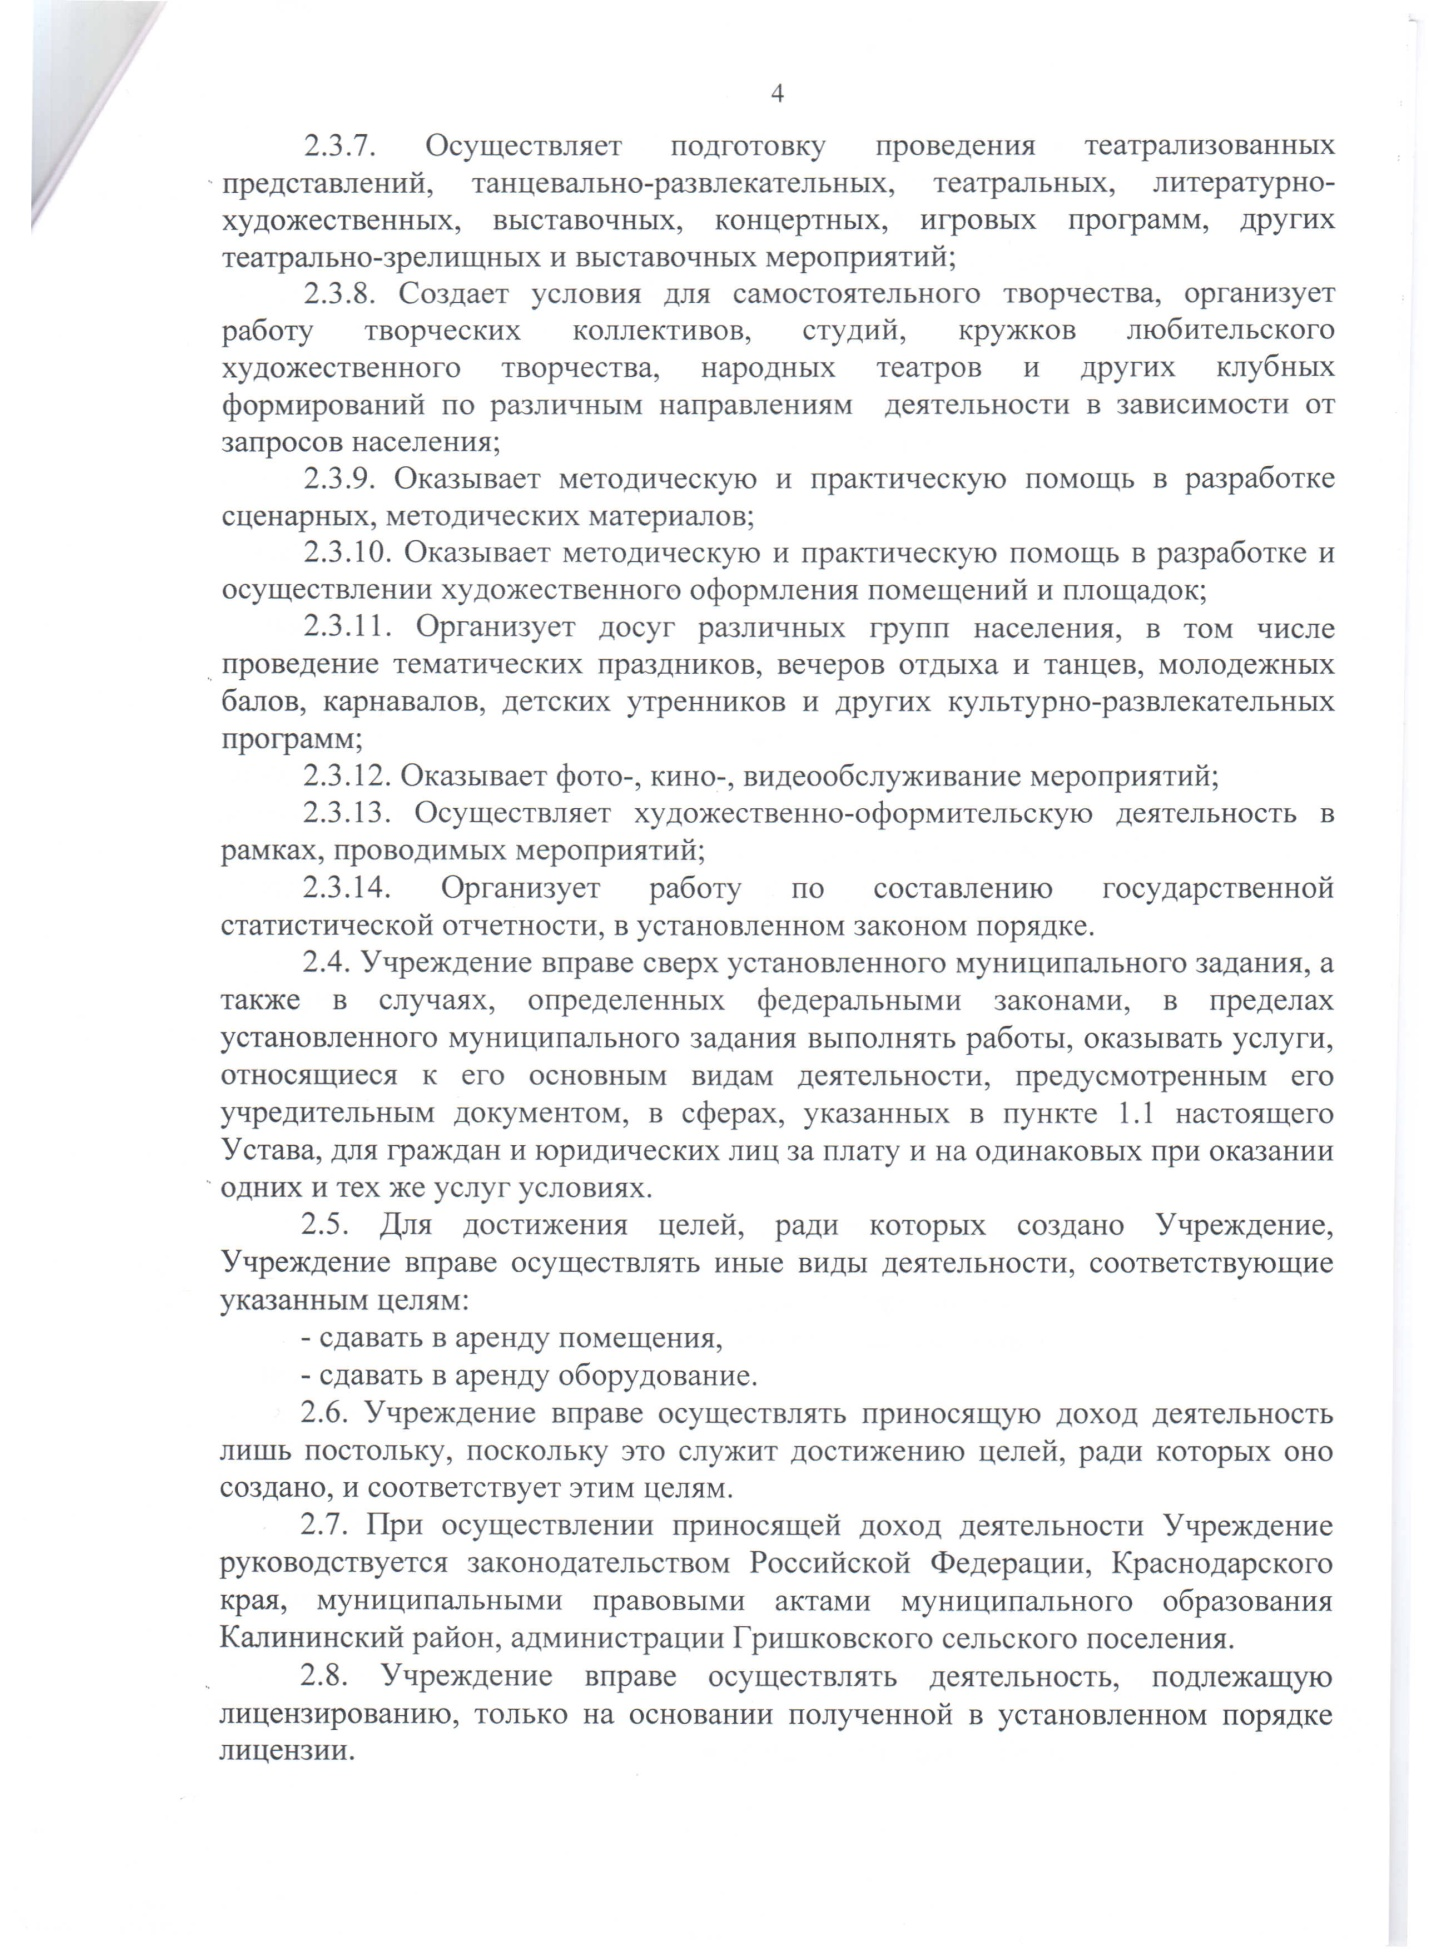 4
2.3.7. Осуществляет подготовку проведения театрализованных
представлений, танцевально-развлекательных, театральных, литературно-
художественных, выставочных, концертных, игровых программ, других
театрально-зрелищных и выставочных мероприятий;
2.3.8. Создает условия для самостоятельного творчества, организует
работу творческих коллективов, студий, кружков любительского
художественного творчества, народных театров и других клубных
формирований по различным направлениям деятельности в зависимости от
запросов населения;
2.3.9. Оказывает методическую и практическую помощь в разработке
сценарных, методических материалов;
2.3.10. Оказывает методическую и практическую помощь в разработке и
осуществлении художественного оформления помещений и площадок;
2.3.11. Организует досуг различных групп населения, в том числе
проведение тематических праздников, вечеров отдыха и танцев, молодежных
балов, карнавалов, детских утренников и других культурно-развлекательных
программ;
2.3.12. Оказывает фото-, кино-, видеообслуживание мероприятий;
2.3.13. Осуществляет художественно-оформительскую деятельность в
рамках, проводимых мероприятий;
2.3.14. Организует работу по составлению государственной
статистической отчетности, в установленном законом порядке.
2.4. Учреждение вправе сверх установленного муниципального задания, а
также в случаях, определенных федеральными законами, в пределах
установленного муниципального задания выполнять работы, оказывать услуги,
относящиеся к его основным видам деятельности, предусмотренным его
учредительным документом, в сферах, указанных в пункте 1.1 настоящего
Устава, для граждан и юридических лиц за плату и на одинаковых при оказании
одних и тех же услуг условиях.
2.5. Для достижения целей, ради которых создано Учреждение,
Учреждение вправе осуществлять иные виды деятельности, соответствующие
указанным целям:
- сдавать в аренду помещения,
- сдавать в аренду оборудование.
2.6. Учреждение вправе осуществлять приносящую доход деятельность
лишь постольку, поскольку это служит достижению целей, ради которых оно
создано, и соответствует этим целям.
2.7. При осуществлении приносящей доход деятельности Учреждение
руководствуется законодательством Российской Федерации, Краснодарского
края, муниципальными правовыми актами муниципального образования
Калининский район, администрации Гришковского сельского поселения.
2.8. Учреждение вправе осуществлять деятельность, подлежащую
лицензированию, только на основании полученной в установленном порядке
лицензии.